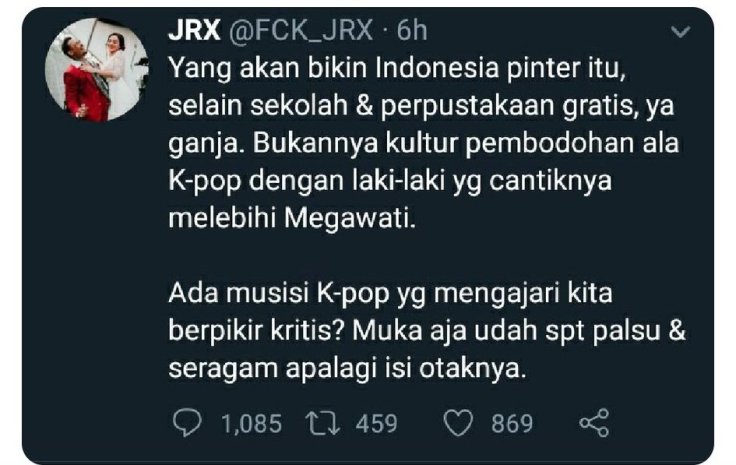 JRX @FCK_JRX · 6h
Yang akan bikin Indonesia pinter itu,
selain sekolah & perpustakaan gratis, ya
ganja. Bukannya kultur pembodohan ala
K-pop dengan laki-laki yg cantiknya
melebihi Megawati.
Ada musisi K-pop yg mengajari kita
berpikir kritis? Muka aja udah spt palsu &
seragam apalagi isi otaknya.
1,085 459 869